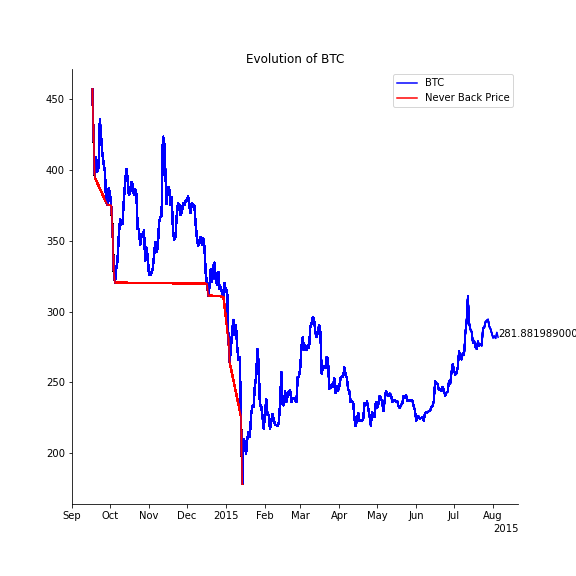 Evolution of BTC
BTC
Never Back Price
450
400
350
300
250
200
281.881989000
Sep
Oct
Nov
Dec
2015
Feb
Mar
Apr
May
Jun
Jul
Aug
2015